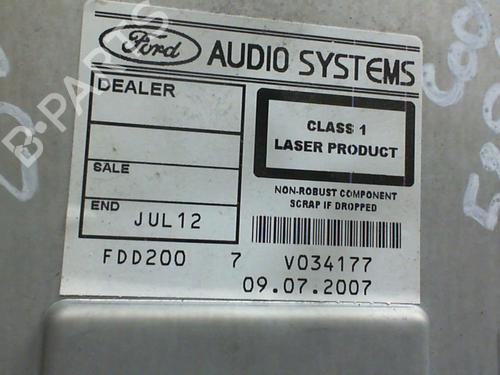 Ford AUDIO SYSTEMS
DEALER
CLASS 1
LASER PRODUCT
SALE
NON-ROBUST COMPONENT
SCRAP IF DROPPED
END JUL12
FDD200 7 V034177
09.07.2007